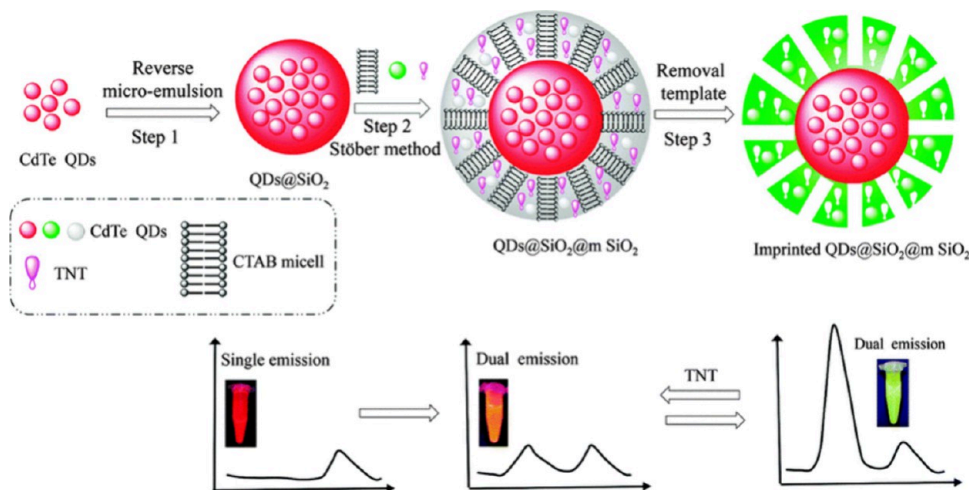 CdTe QDs
Reverse
micro-emulsion
Step 1
QDs@SiO₂
Step 2
Stöber method
QDs@SiO₂@m SiO₂
Removal
template
Step 3
Imprinted QDs@SiO₂@m SiO₂
CdTe QDs
TNT
CTAB micell
Single emission
Dual emission
TNT
Dual emission